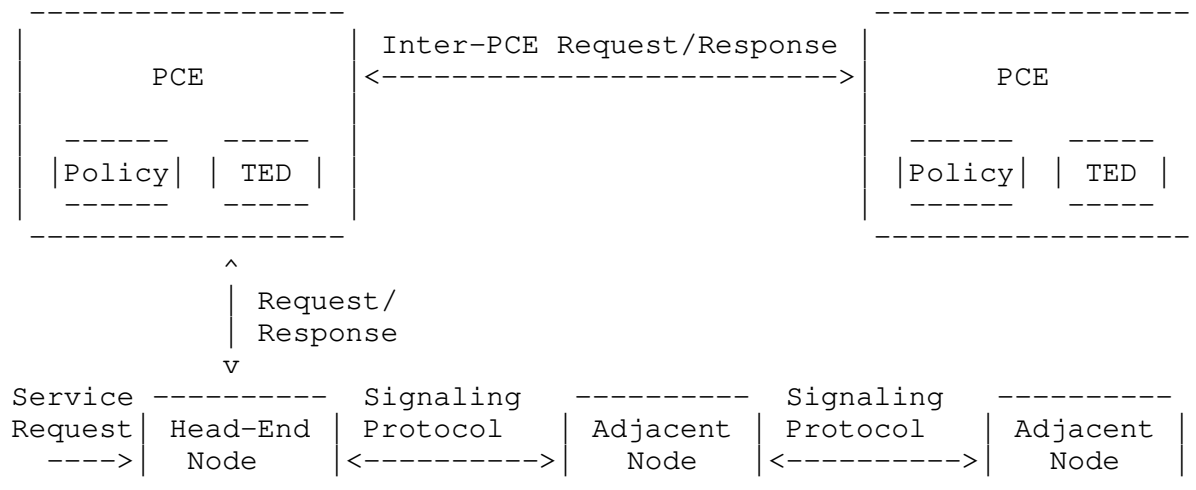 Inter-PCE Request/Response
PCE PCE
Policy TED Policy TED
Request/
Response
Service Signaling Signaling
Request Head-End Protocol Adjacent Protocol Adjacent
Node Node Node